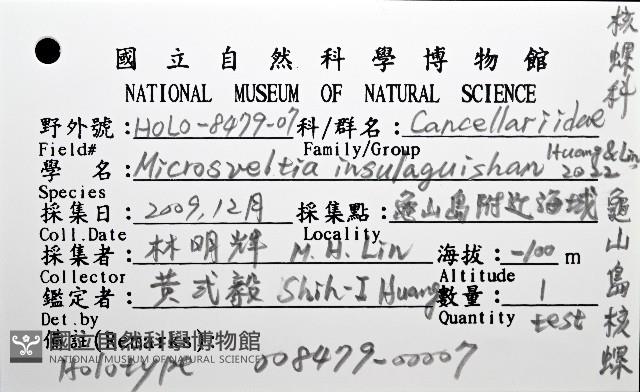 國立自然科學博物館
NATIONAL MUSEUM OF NATURAL SCIENCE
野外號:HOLO-8479-07 科/群名:Cancellariidae
Field# Family/Group
學 名:Microsveltia insulaguishan Huang & Lin 2022
Species
採集日:2009,12月 採集點:龜山島附近海域
Coll.Date Locality
採集者:林明輝 M.H.Lin 海拔:-100 m
Collector Altitude
鑑定者:黃弍毅 Shih-I Huang 數量:1
Det.by Quantity test
備註(Remarks):
Holotype 008479-00007
核螺科 龜山島核螺
國立自然科學博物館
NATIONAL MUSEUM OF NATURAL SCIENCE